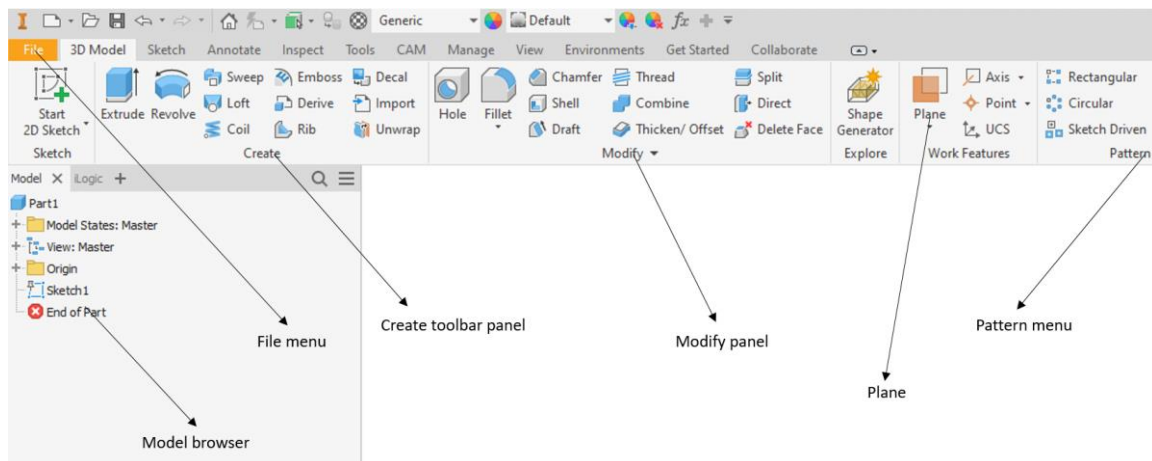 Generic Default fx
File 3D Model Sketch Annotate Inspect Tools CAM Manage View Environments Get Started Collaborate
Start 2D Sketch
Extrude Revolve
Sweep Emboss Decal
Loft Derive Import
Coil Rib Unwrap
Hole Fillet
Chamfer Thread Split
Shell Combine Direct
Draft Thicken/ Offset Delete Face
Shape Generator
Plane
Axis
Point
UCS
Rectangular
Circular
Sketch Driven
Sketch Create Modify Explore Work Features Pattern
Model iLogic
Part1
Model States: Master
View: Master
Origin
Sketch1
End of Part
Create toolbar panel
File menu
Modify panel
Pattern menu
Plane
Model browser